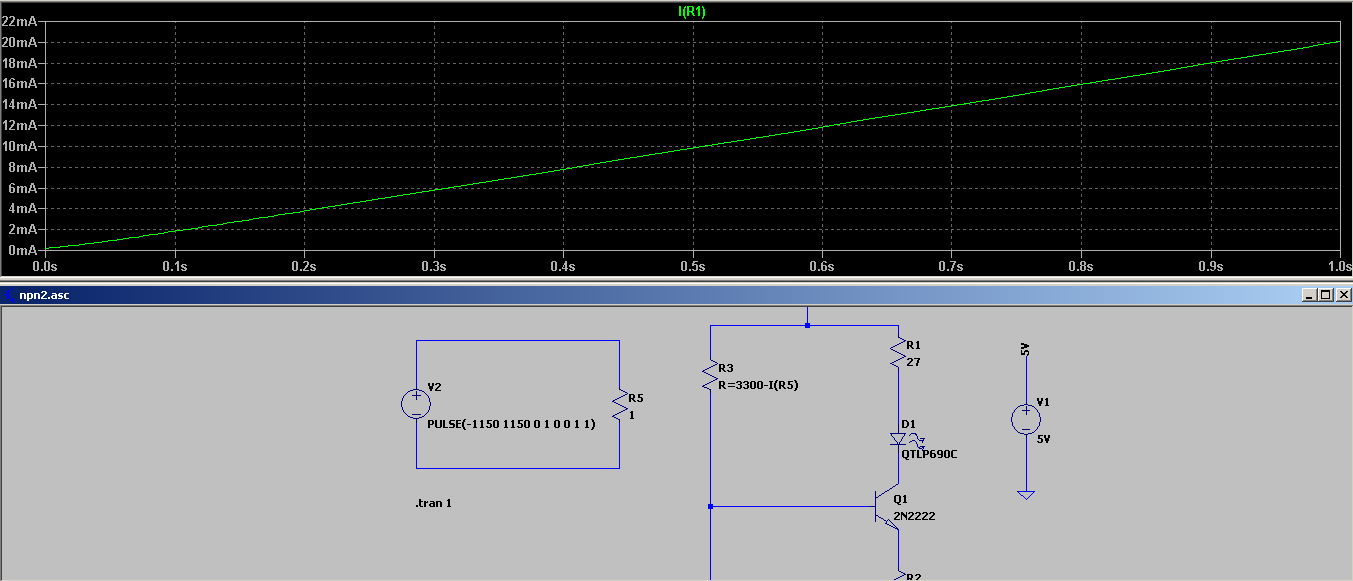 I(R1)
22mA
20mA
18mA
16mA
14mA
12mA
10mA
8mA
6mA
4mA
2mA
0mA
0.0s 0.1s 0.2s 0.3s 0.4s 0.5s 0.6s 0.7s 0.8s 0.9s 1.0s
npn2.asc
V2
PULSE(-1150 1150 0 1 0 0 1 1)
R5
1
.tran 1
R3
R=3300-I(R5)
R1
27
D1
QTLP690C
Q1
2N2222
R2
5V
V1
5V